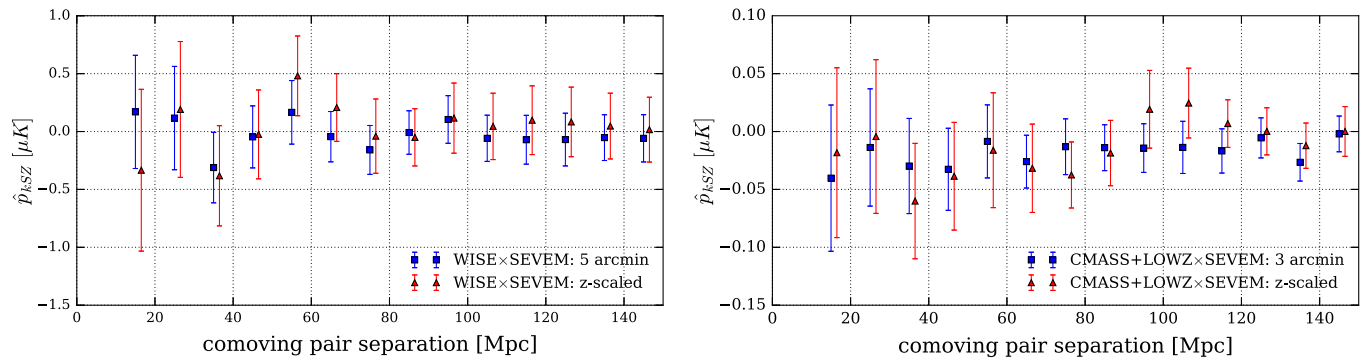 1.0
0.5
0.0
−0.5
−1.0
−1.5
p̂kSZ [μK]
WISE×SEVEM: 5 arcmin
WISE×SEVEM: z-scaled
0 20 40 60 80 100 120 140
comoving pair separation [Mpc]
0.10
0.05
0.00
−0.05
−0.10
−0.15
p̂kSZ [μK]
CMASS+LOWZ×SEVEM: 3 arcmin
CMASS+LOWZ×SEVEM: z-scaled
0 20 40 60 80 100 120 140
comoving pair separation [Mpc]